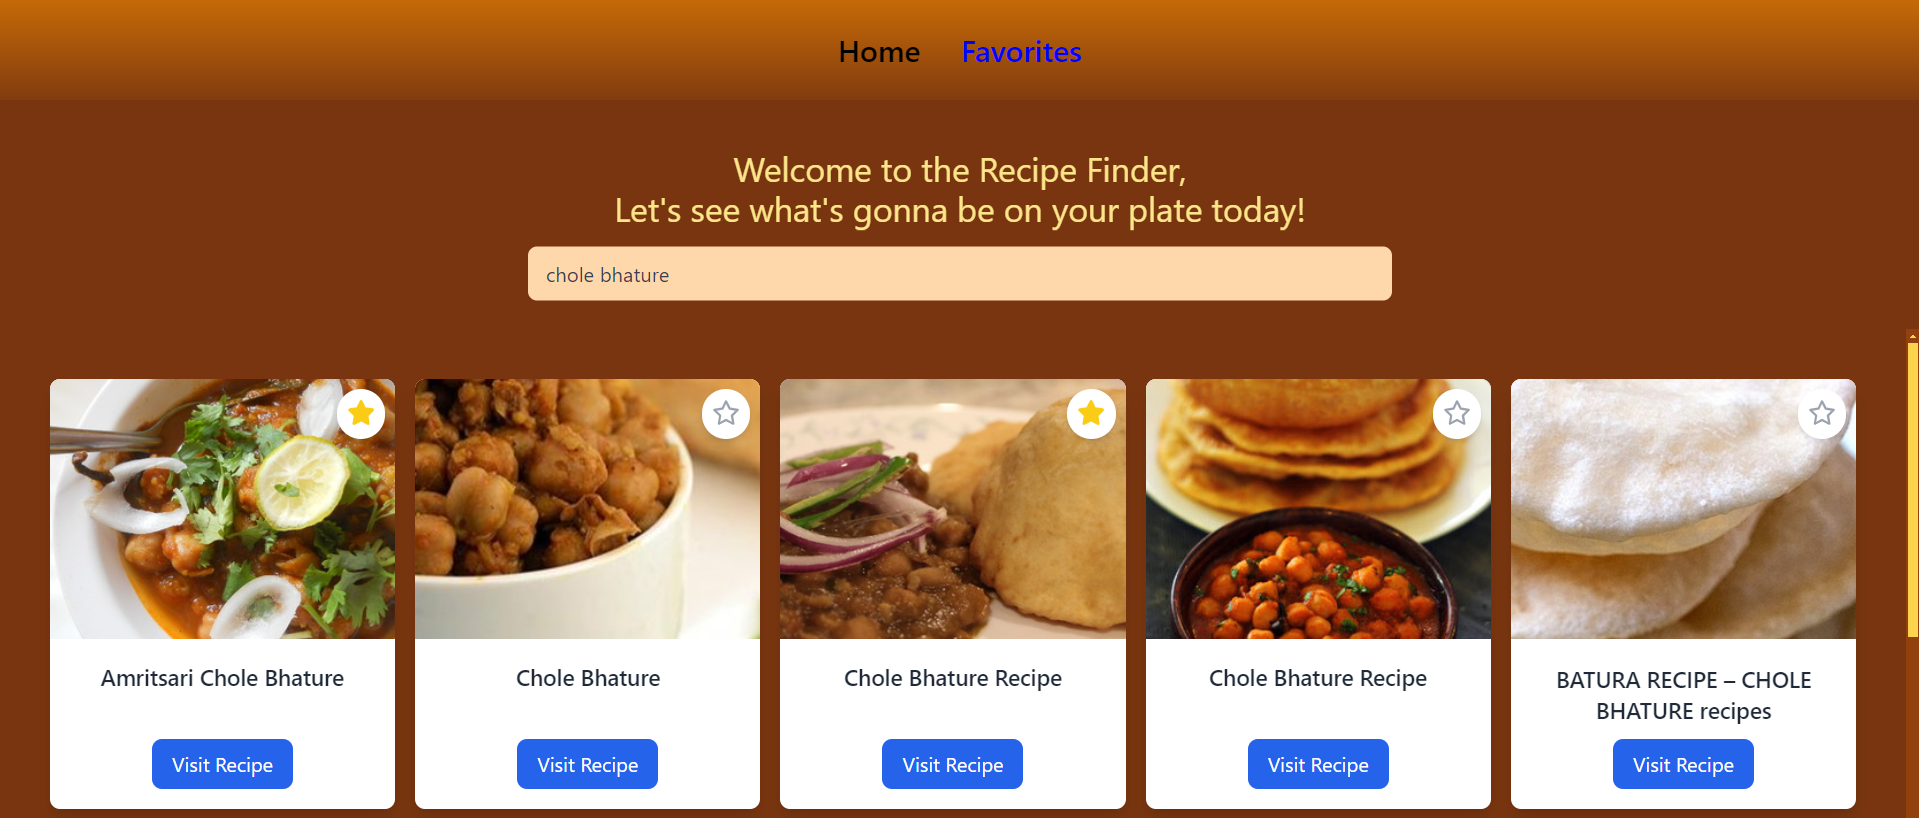 Home Favorites
Welcome to the Recipe Finder,
Let's see what's gonna be on your plate today!
chole bhature
Amritsari Chole Bhature
Visit Recipe
Chole Bhature
Visit Recipe
Chole Bhature Recipe
Visit Recipe
Chole Bhature Recipe
Visit Recipe
BATURA RECIPE – CHOLE
BHATURE recipes
Visit Recipe